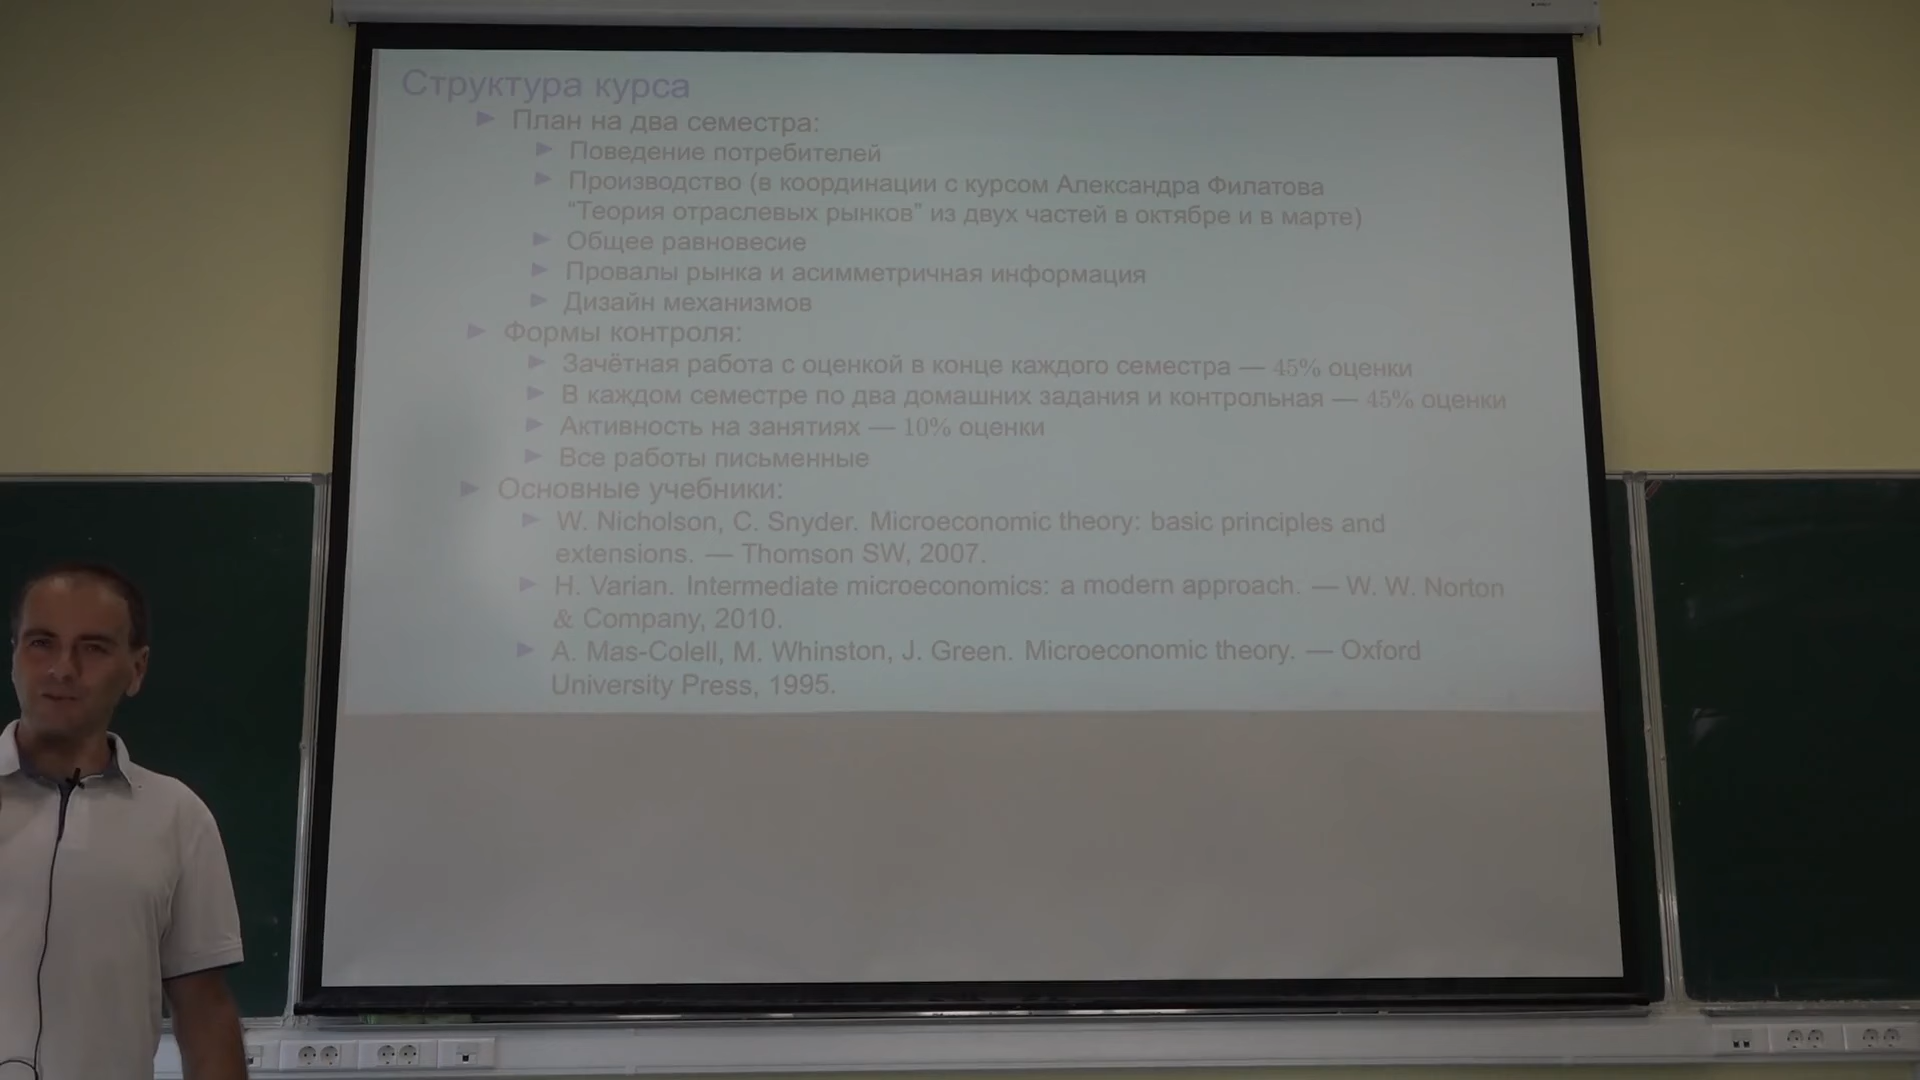 Структура курса
План на два семестра:
Поведение потребителей
Производство (в координации с курсом Александра Филатова
“Теория отраслевых рынков” из двух частей в октябре и в марте)
Общее равновесие
Провалы рынка и асимметричная информация
Дизайн механизмов
Формы контроля:
Зачётная работа с оценкой в конце каждого семестра — 45% оценки
В каждом семестре по два домашних задания и контрольная — 45% оценки
Активность на занятиях — 10% оценки
Все работы письменные
Основные учебники:
W. Nicholson, C. Snyder. Microeconomic theory: basic principles and
extensions. — Thomson SW, 2007.
H. Varian. Intermediate microeconomics: a modern approach. — W. W. Norton
& Company, 2010.
A. Mas-Colell, M. Whinston, J. Green. Microeconomic theory. — Oxford
University Press, 1995.